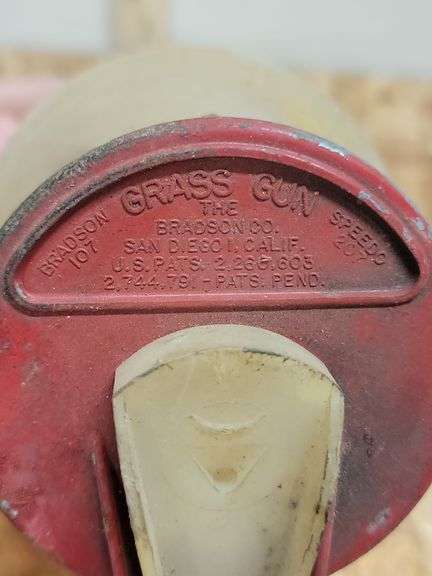 GRASS GUN
BRADSON 107
THE
BRADSON CO.
SAN DIEGO 1, CALIF.
U.S. PATS. 2,266,603
2,744,791 - PATS. PEND.
SPEEDO 207